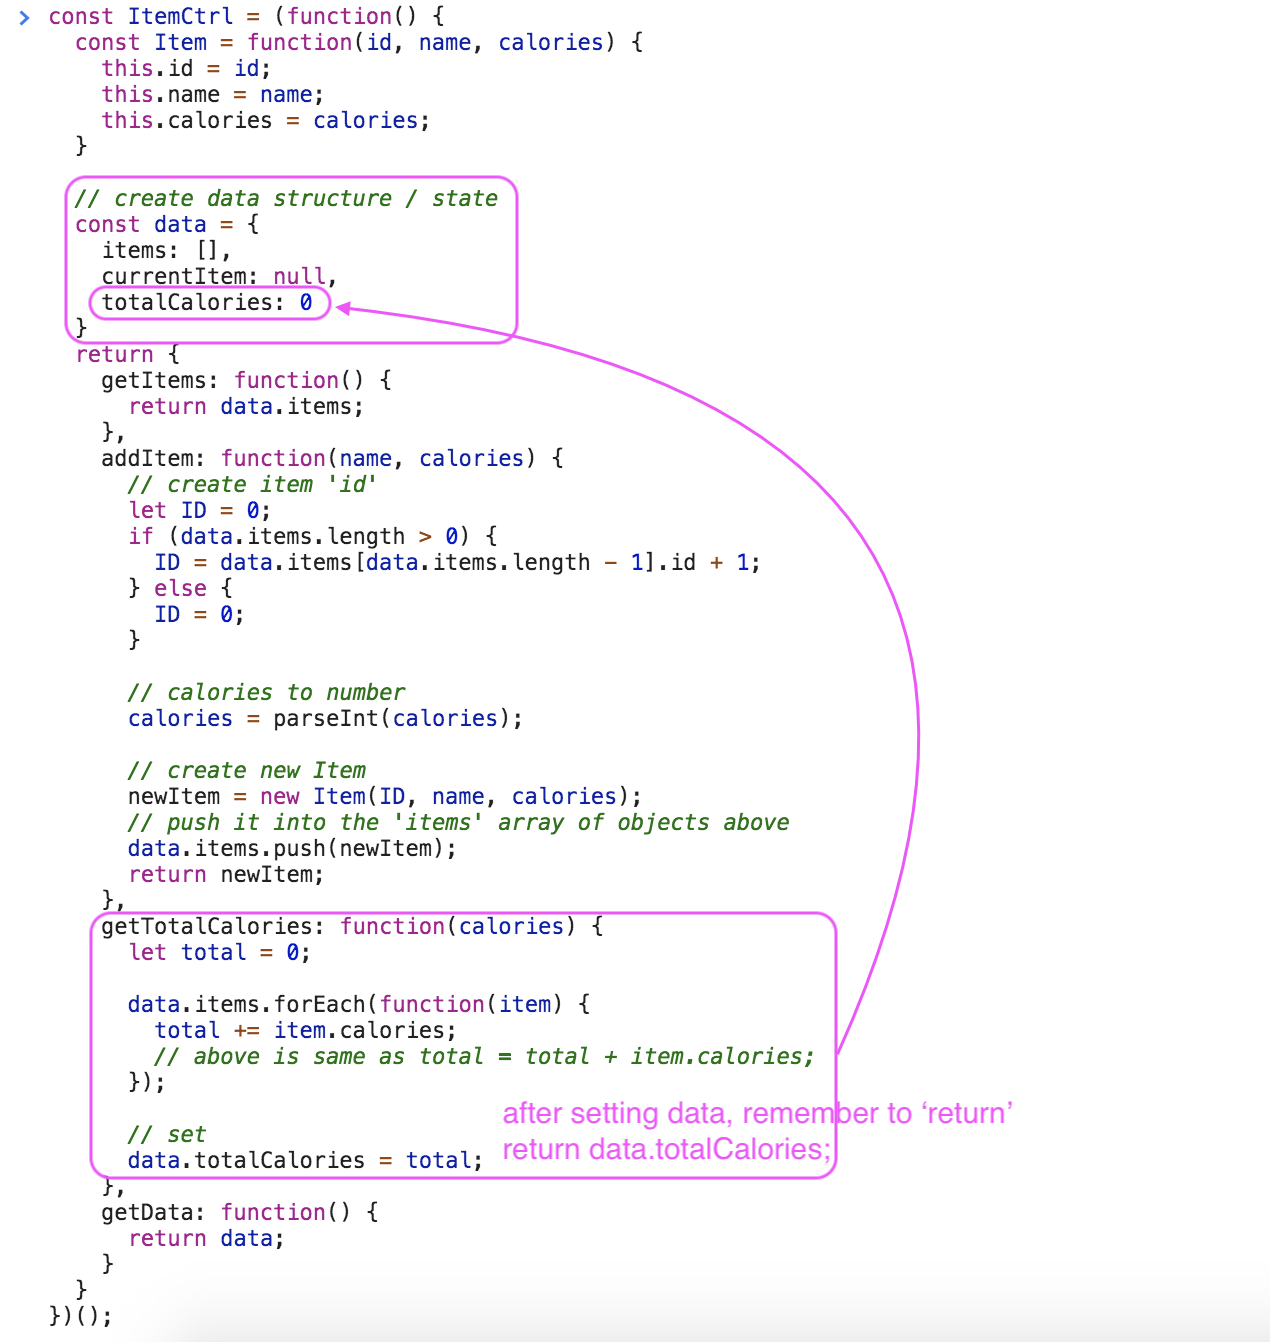 > const ItemCtrl = (function() {
const Item = function(id, name, calories) {
this.id = id;
this.name = name;
this.calories = calories;
}
// create data structure / state
const data = {
items: [],
currentItem: null,
totalCalories: 0
}
return {
getItems: function() {
return data.items;
},
addItem: function(name, calories) {
// create item 'id'
let ID = 0;
if (data.items.length > 0) {
ID = data.items[data.items.length - 1].id + 1;
} else {
ID = 0;
}
// calories to number
calories = parseInt(calories);
// create new Item
newItem = new Item(ID, name, calories);
// push it into the 'items' array of objects above
data.items.push(newItem);
return newItem;
},
getTotalCalories: function(calories) {
let total = 0;
data.items.forEach(function(item) {
total += item.calories;
// above is same as total = total + item.calories;
});
after setting data, remember to ‘return’
// set
return data.totalCalories;
data.totalCalories = total;
},
getData: function() {
return data;
}
}
})();